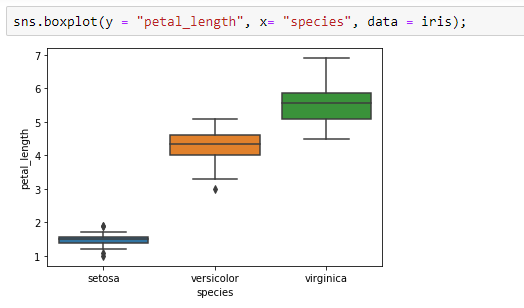 sns.boxplot(y = "petal_length", x= "species", data = iris);
7
6
5
4
3
2
1
petal_length
setosa versicolor virginica
species